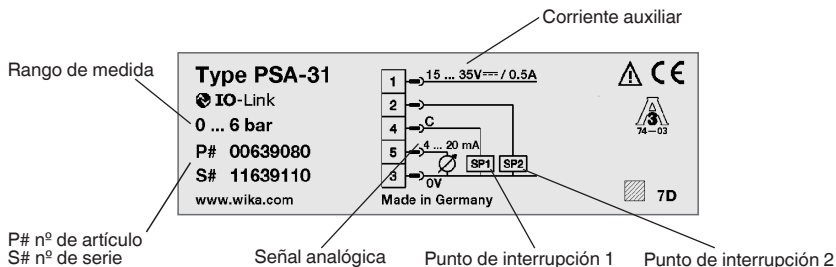 Corriente auxiliar
Rango de medida
Type PSA-31
IO-Link
0 ... 6 bar
P# 00639080
S# 11639110
www.wika.com
1
15 ... 35V⎓ / 0.5A
2
4
C
5
4 ... 20 mA
SP1
SP2
3
0V
Made in Germany
CE
3
74-03
7D
P# nº de artículo
S# nº de serie
Señal analógica
Punto de interrupción 1
Punto de interrupción 2